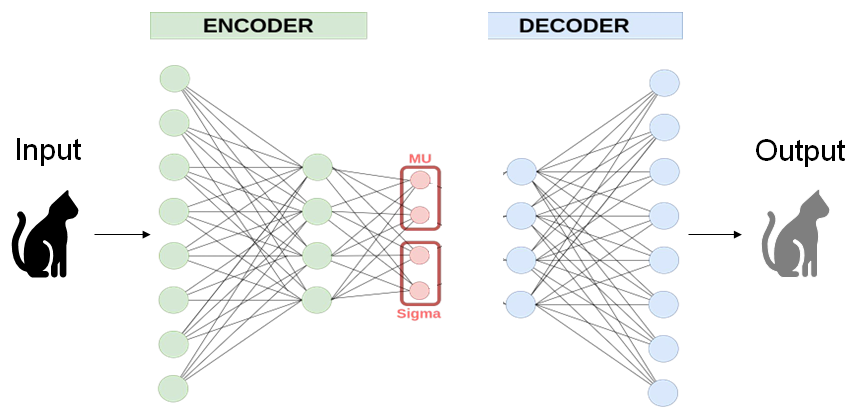 ENCODER
DECODER
Input
MU
Output
Sigma